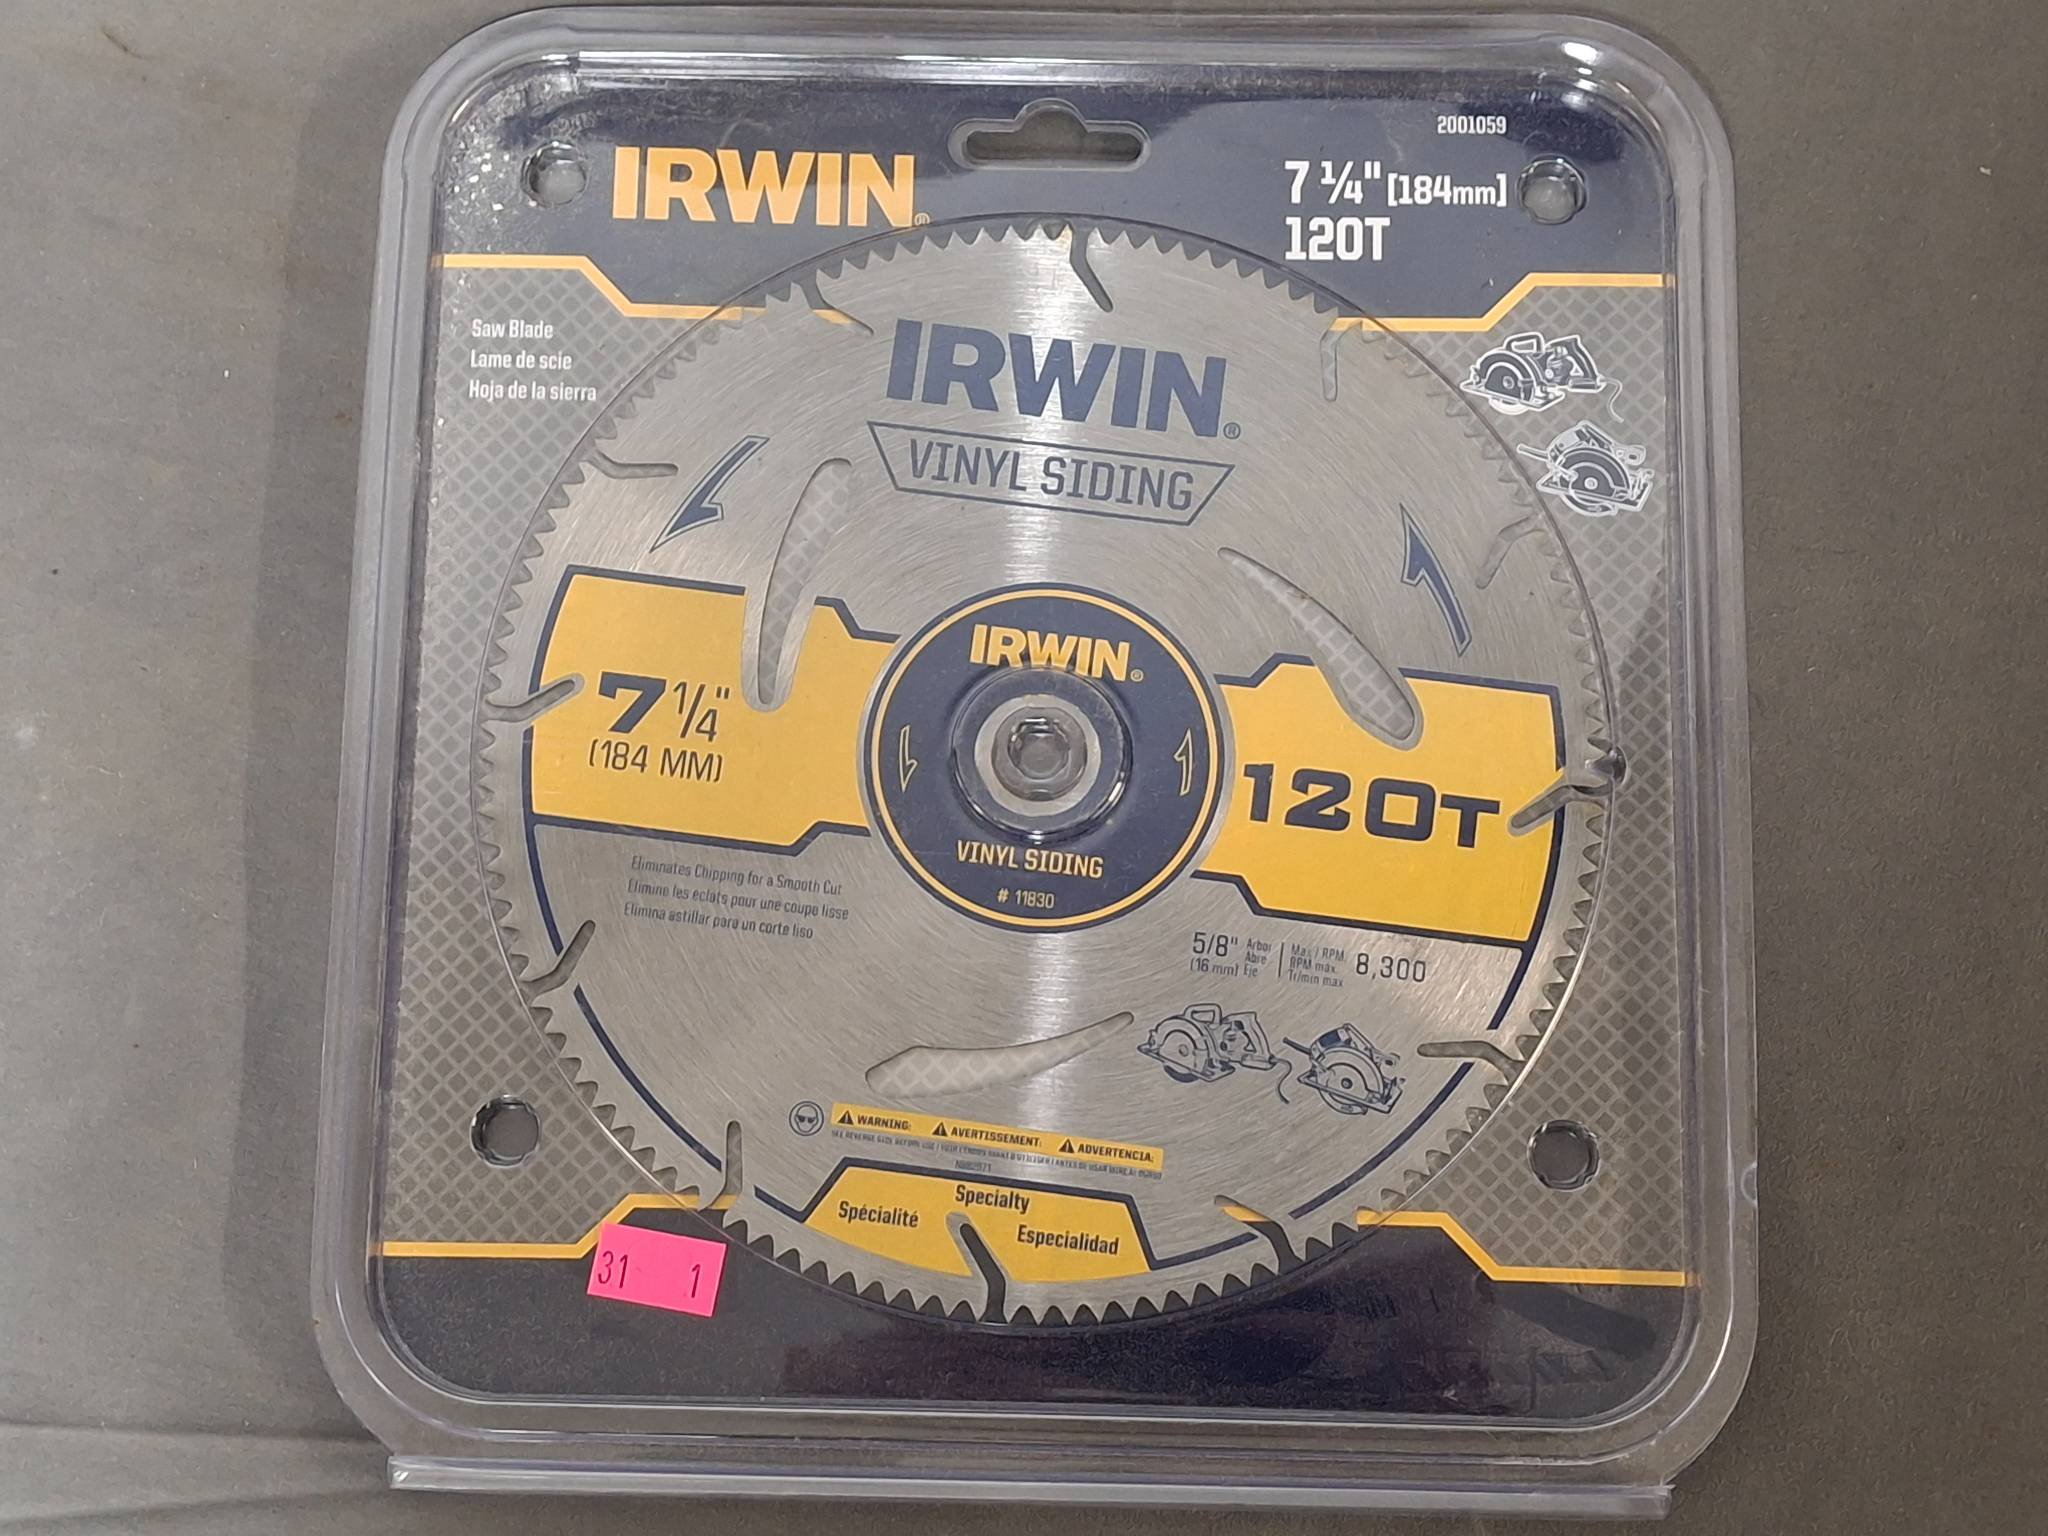 2001059
IRWIN®
7 ¼" [184mm]
120T
Saw Blade
Lame de scie
Hoja de la sierra
IRWIN®
VINYL SIDING
7 ¼"
(184 MM)
IRWIN®
VINYL SIDING
# 11830
120T
Eliminates Chipping for a Smooth Cut
Élimine les éclats pour une coupe lisse
Elimina astillar para un corte liso
5/8" Arbor
(16 mm) Eje
Max / RPM
RPM máx.
Tr/min max
8,300
WARNING: AVERTISSEMENT: ADVERTENCIA:
Spécialité Specialty Especialidad
31 1